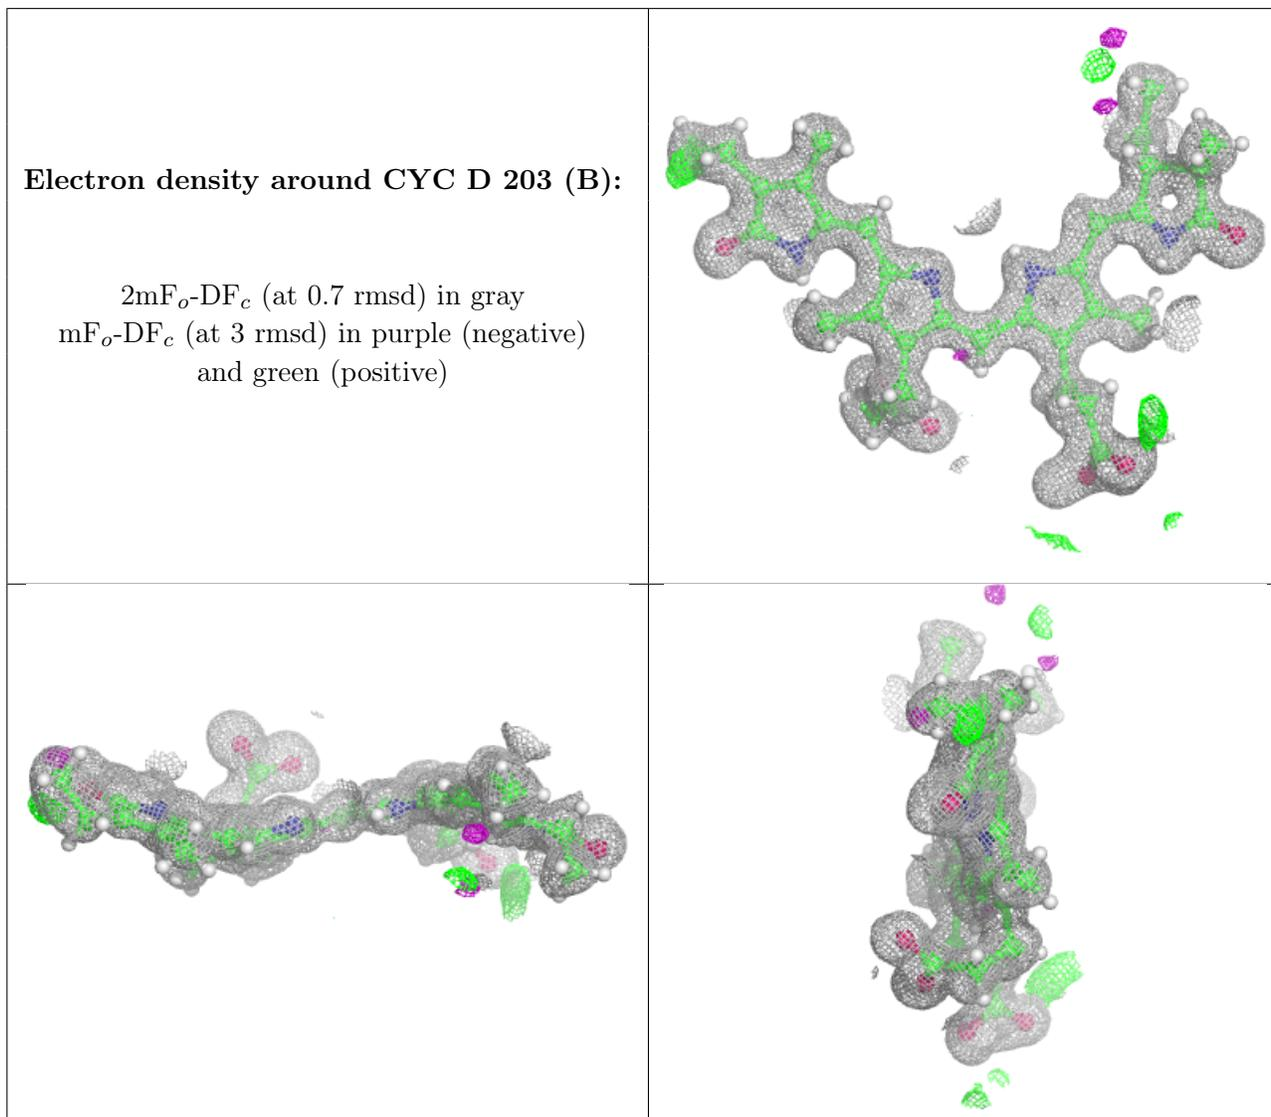 Electron density around CYC D 203 (B):
2mFo-DFc (at 0.7 rmsd) in gray
mFo-DFc (at 3 rmsd) in purple (negative)
and green (positive)